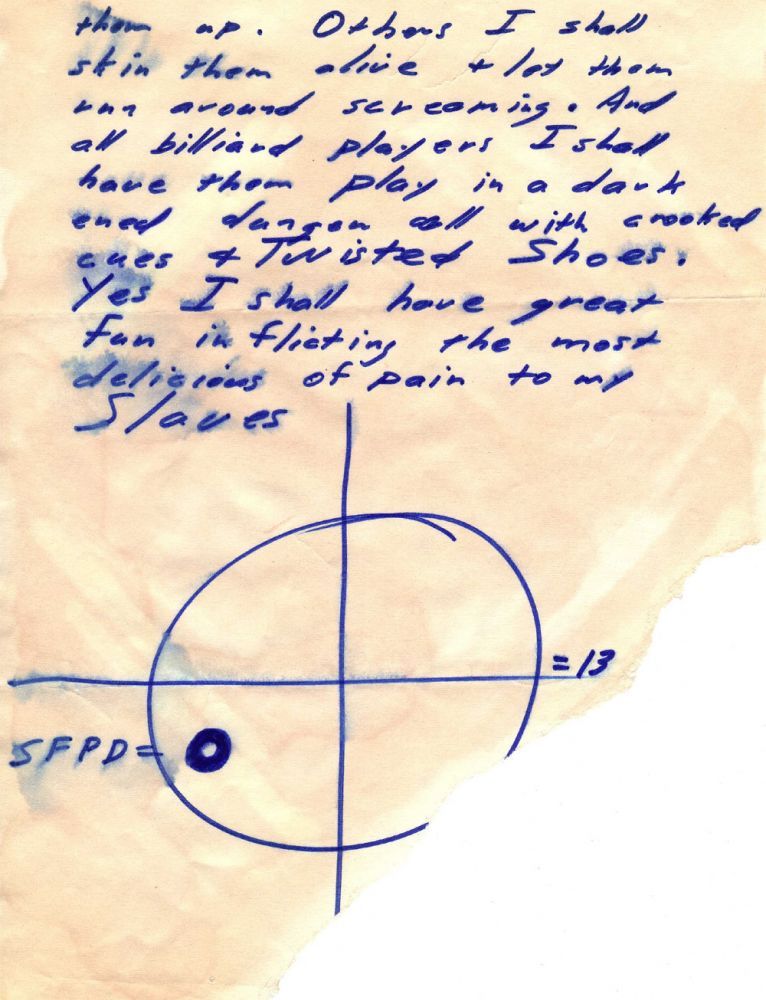 them up. Others I shall
skin them alive + let them
run around screaming. And
all billiard players I shall
have them play in a dark
ened dungen cell with crooked
cues + Twisted Shoes.
Yes I shall have great
fun inflicting the most
delicious of pain to my
Slaves
=13
SFPD=